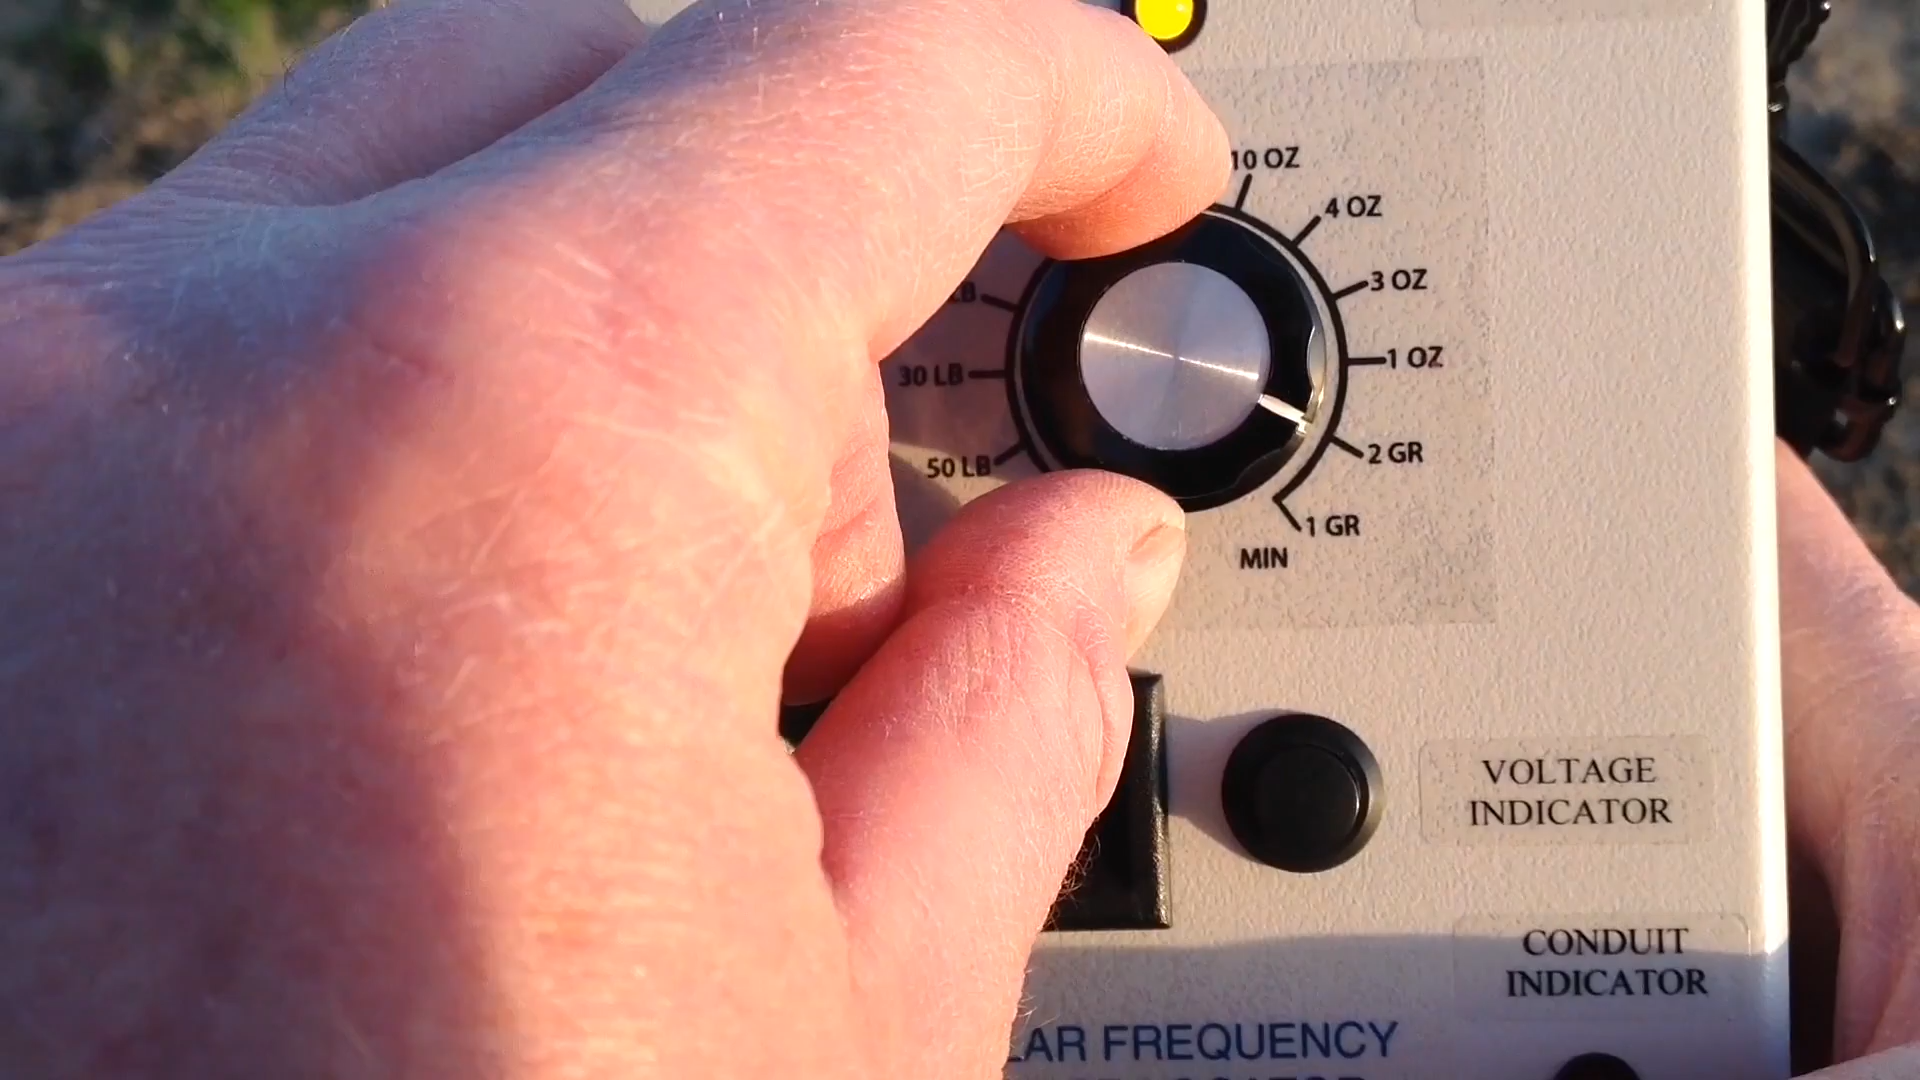 10 OZ
4 OZ
3 OZ
LB
1 OZ
30 LB
2 GR
50 LB
1 GR
MIN
VOLTAGE
INDICATOR
CONDUIT
INDICATOR
LAR FREQUENCY